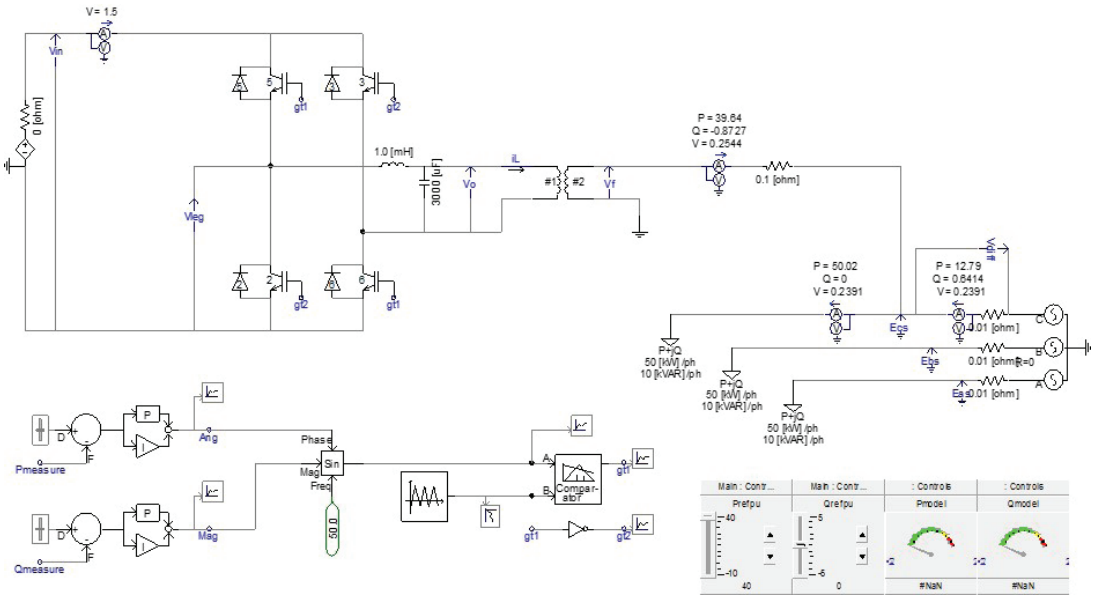 V = 1.5
A
V
Vin
0 [ohm]
5
5
gt1
3
3
gt2
1.0 [mH]
3000 [uF]
iL
Vo
#1
#2
Vf
Vleg
2
2
gt2
6
6
gt1
P = 39.64
Q = -0.8727
V = 0.2544
A
V
0.1 [ohm]
Vdiff
P = 50.02
Q = 0
V = 0.2391
A
V
P = 12.79
Q = 0.6414
V = 0.2391
A
V
Ecs
0.01 [ohm]
C
Ebs
0.01 [ohm]
R=0
B
Eas
0.01 [ohm]
A
P+jQ
50 [kW] /ph
10 [kVAR] /ph
P+jQ
50 [kW] /ph
10 [kVAR] /ph
P+jQ
50 [kW] /ph
10 [kVAR] /ph
D
+
-
F
P
I
Ang
Pmeasure
D
+
-
F
P
I
Mag
Qmeasure
Phase
Mag
Sin
Freq
50.0
A
B
Compar-
ator
gt1
gt1
gt2
Main : Contr...
Prefpu
40
-10
40
Main : Contr...
Qrefpu
5
-5
0
: Controls
Pmodel
#NaN
: Controls
Qmodel
#NaN